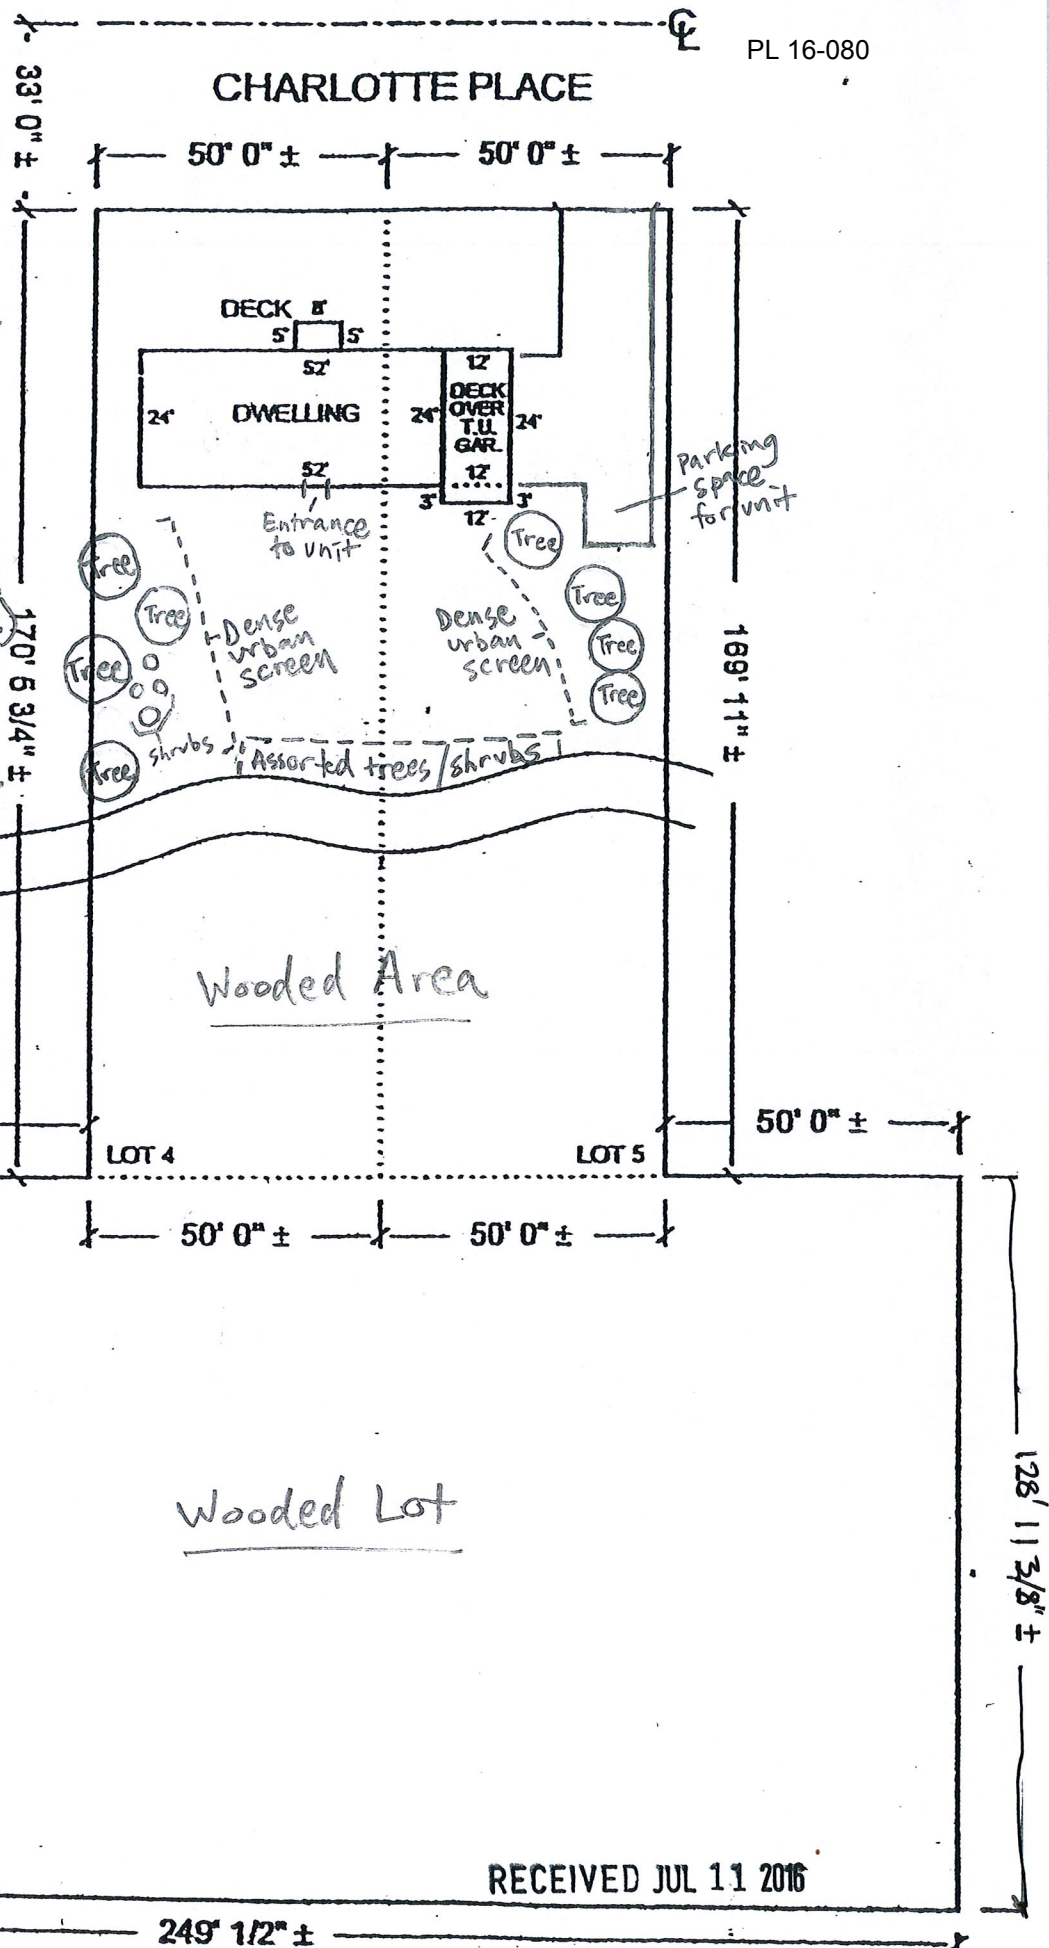 PL 16-080
CHARLOTTE PLACE
33' 0" ±
50' 0" ±
50' 0" ±
DECK 8'
5'
5'
52'
24'
DWELLING
24'
12'
DECK
OVER
T.U.
GAR.
24'
52'
12'
3'
3'
12'
Entrance
to unit
Parking
space
for unit
Tree
Tree
Tree
Tree
Tree
Tree
Tree
Tree
Dense
urban
screen
Dense
urban
screen
shrubs
Assorted trees/shrubs
170' 6 3/4" ±
169' 11" ±
Wooded Area
50' 0" ±
LOT 4
LOT 5
50' 0" ±
50' 0" ±
Wooded Lot
128' 11 3/8" ±
RECEIVED JUL 11 2016
249' 1/2" ±